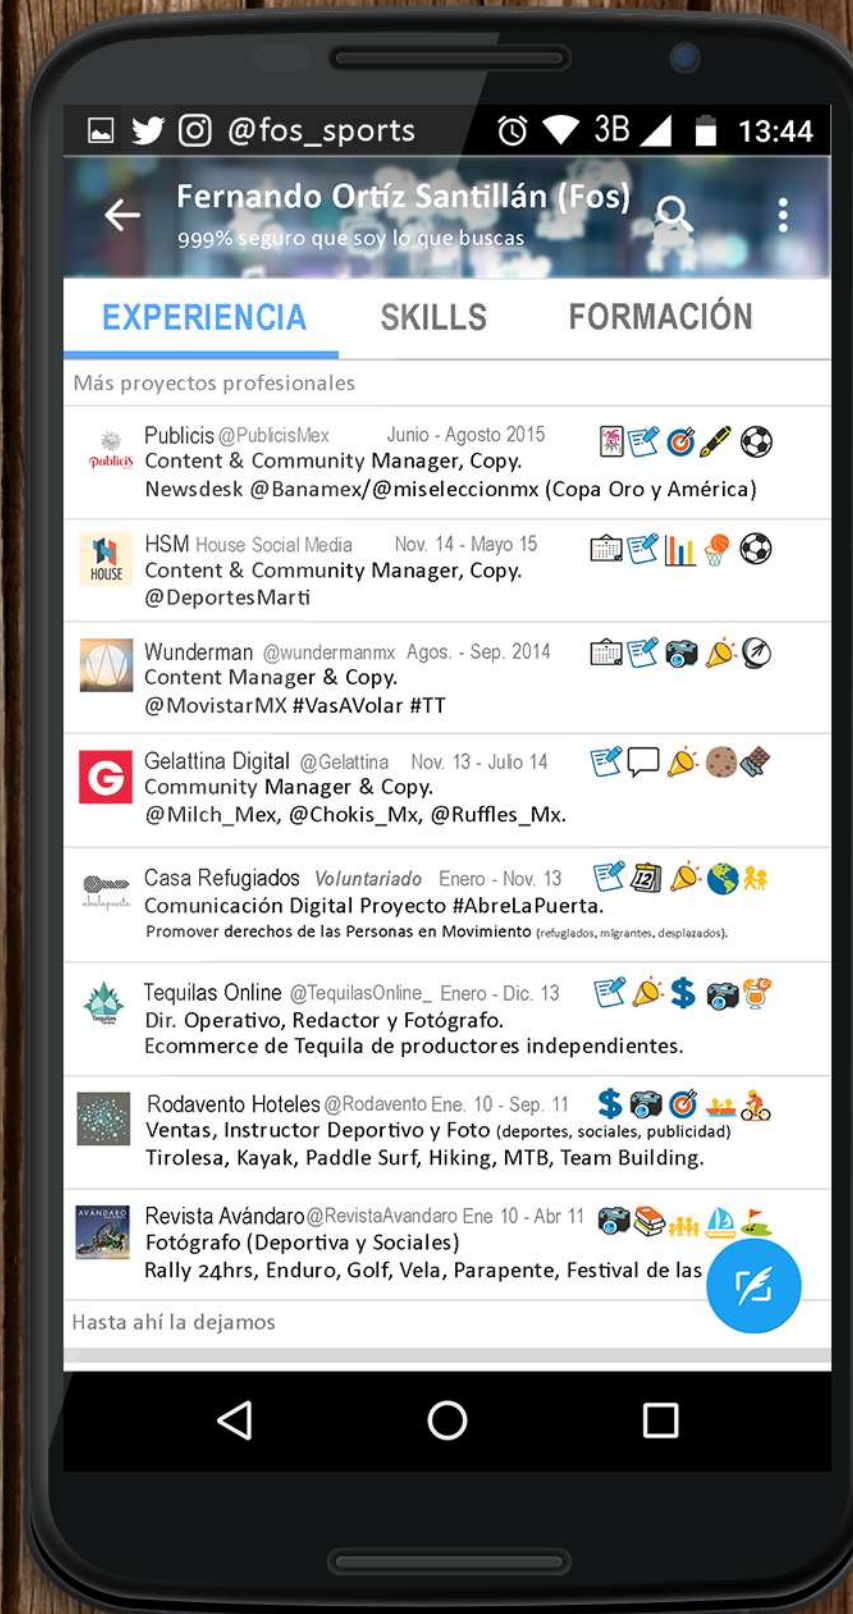 @fos_sports 3B 13:44
Fernando Ortíz Santillán (Fos)
999% seguro que soy lo que buscas
EXPERIENCIA SKILLS FORMACIÓN
Más proyectos profesionales
Publicis @PublicisMex Junio - Agosto 2015
publicis Content & Community Manager, Copy.
Newsdesk @Banamex/@miseleccionmx (Copa Oro y América)
HSM House Social Media Nov. 14 - Mayo 15
HOUSE Content & Community Manager, Copy.
@DeportesMarti
Wunderman @wundermanmx Agos. - Sep. 2014
Content Manager & Copy.
@MovistarMX #VasAVolar #TT
Gelattina Digital @Gelattina Nov. 13 - Julio 14
G Community Manager & Copy.
@Milch_Mex, @Chokis_Mx, @Ruffles_Mx.
Casa Refugiados Voluntariado Enero - Nov. 13
12
abrelapuerta Comunicación Digital Proyecto #AbreLaPuerta.
Promover derechos de las Personas en Movimiento (refugiados, migrantes, desplazados).
Tequilas Online @TequilasOnline_ Enero - Dic. 13
Tequilas Online Dir. Operativo, Redactor y Fotógrafo.
Ecommerce de Tequila de productores independientes.
Rodavento Hoteles @Rodavento Ene. 10 - Sep. 11
Ventas, Instructor Deportivo y Foto (deportes, sociales, publicidad)
Tirolesa, Kayak, Paddle Surf, Hiking, MTB, Team Building.
AVÁNDARO Revista Avándaro @RevistaAvandaro Ene 10 - Abr 11
Fotógrafo (Deportiva y Sociales)
Rally 24hrs, Enduro, Golf, Vela, Parapente, Festival de las
Hasta ahí la dejamos